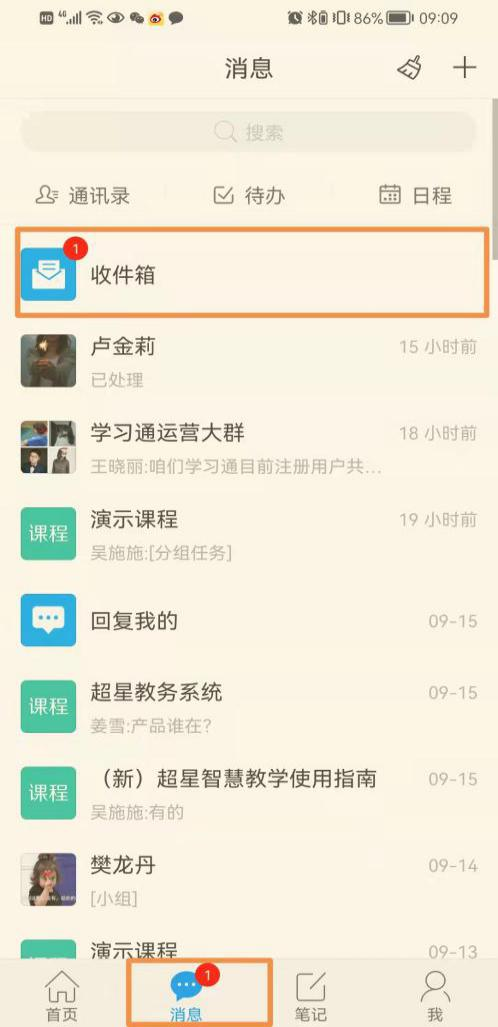 HD 4G 86% 09:09
消息
搜索
通讯录 待办 日程
1
收件箱
卢金莉 15 小时前
已处理
学习通运营大群 18 小时前
王晓丽:咱们学习通目前注册用户共...
课程
演示课程 19 小时前
吴施施:[分组任务]
回复我的 09-15
课程
超星教务系统 09-15
姜雪:产品谁在?
课程
（新）超星智慧教学使用指南 09-15
吴施施:有的
樊龙丹 09-14
[小组]
演示课程 09-13
1
首页 消息 笔记 我